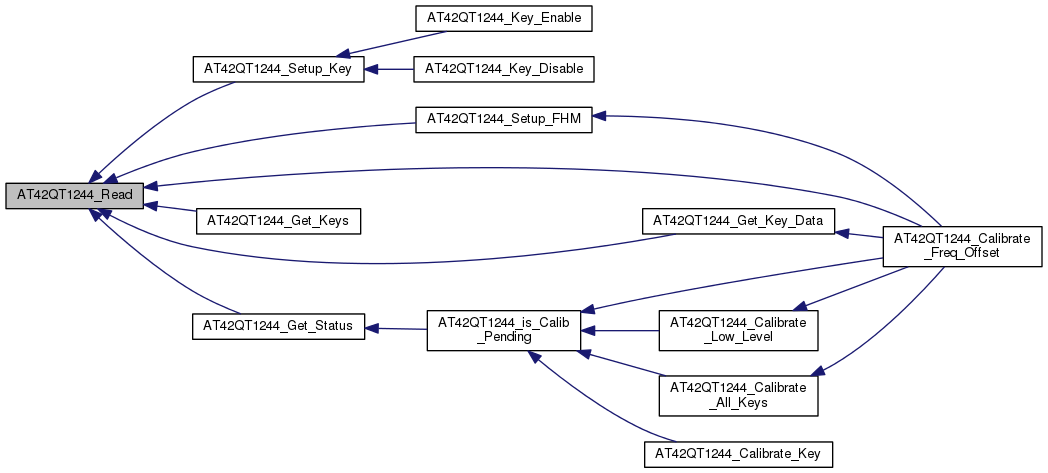 AT42QT1244_Key_Enable
AT42QT1244_Setup_Key
AT42QT1244_Key_Disable
AT42QT1244_Setup_FHM
AT42QT1244_Read
AT42QT1244_Get_Keys
AT42QT1244_Get_Key_Data
AT42QT1244_Calibrate
_Freq_Offset
AT42QT1244_Get_Status
AT42QT1244_is_Calib
_Pending
AT42QT1244_Calibrate
_Low_Level
AT42QT1244_Calibrate
_All_Keys
AT42QT1244_Calibrate_Key